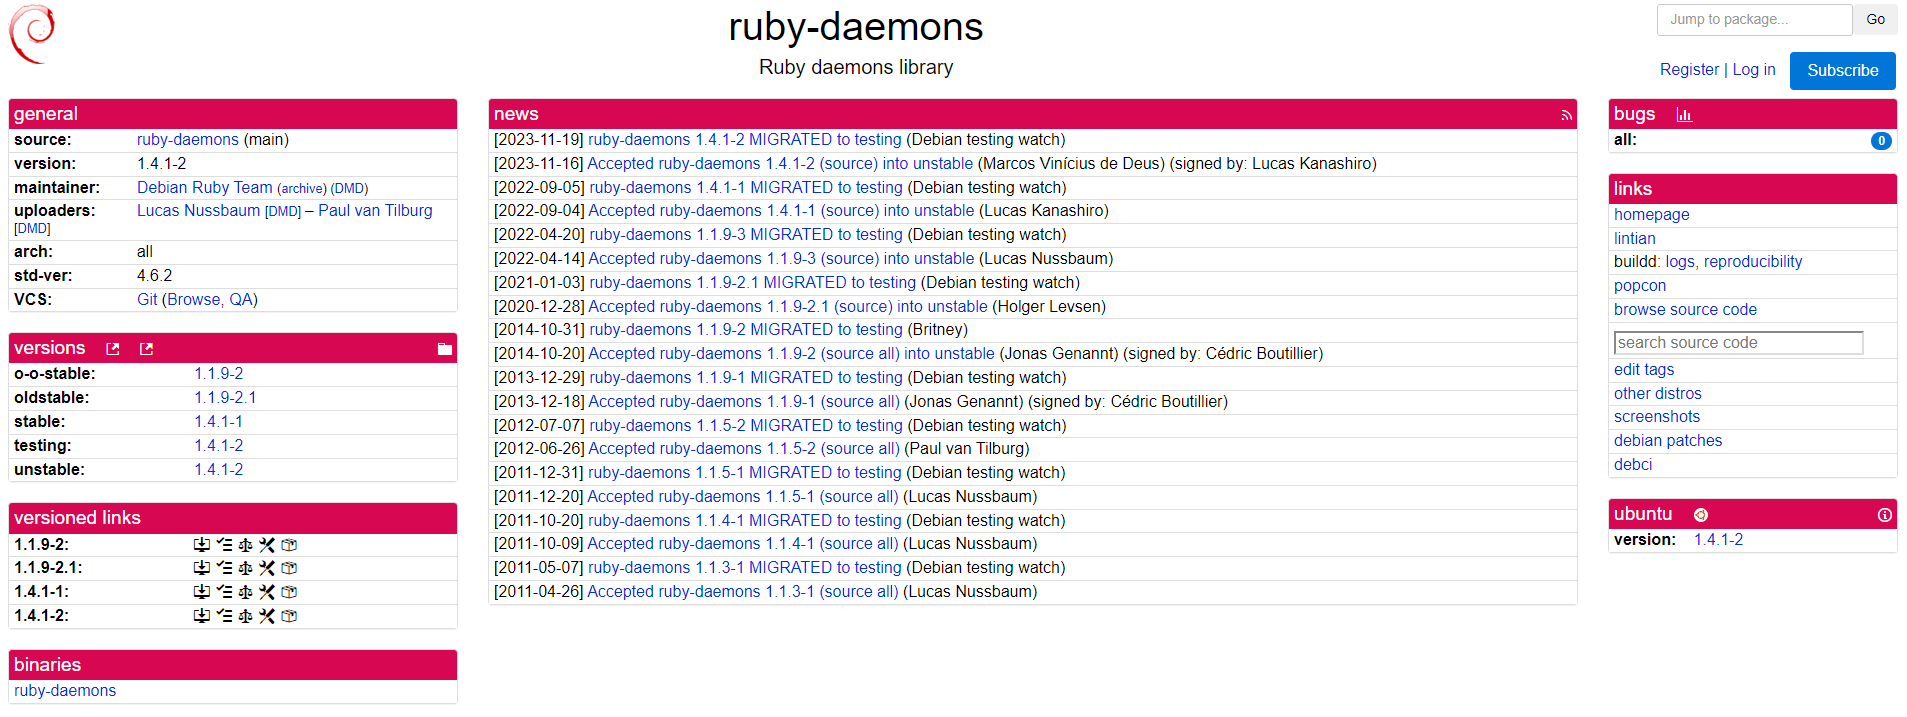 ruby-daemons
Ruby daemons library
Jump to package... Go
Register | Log in Subscribe
general
source: ruby-daemons (main)
version: 1.4.1-2
maintainer: Debian Ruby Team (archive) (DMD)
uploaders: Lucas Nussbaum [DMD] – Paul van Tilburg
[DMD]
arch: all
std-ver: 4.6.2
VCS: Git (Browse, QA)
versions
o-o-stable: 1.1.9-2
oldstable: 1.1.9-2.1
stable: 1.4.1-1
testing: 1.4.1-2
unstable: 1.4.1-2
versioned links
1.1.9-2:
1.1.9-2.1:
1.4.1-1:
1.4.1-2:
binaries
ruby-daemons
news
[2023-11-19] ruby-daemons 1.4.1-2 MIGRATED to testing (Debian testing watch)
[2023-11-16] Accepted ruby-daemons 1.4.1-2 (source) into unstable (Marcos Vinícius de Deus) (signed by: Lucas Kanashiro)
[2022-09-05] ruby-daemons 1.4.1-1 MIGRATED to testing (Debian testing watch)
[2022-09-04] Accepted ruby-daemons 1.4.1-1 (source) into unstable (Lucas Kanashiro)
[2022-04-20] ruby-daemons 1.1.9-3 MIGRATED to testing (Debian testing watch)
[2022-04-14] Accepted ruby-daemons 1.1.9-3 (source) into unstable (Lucas Nussbaum)
[2021-01-03] ruby-daemons 1.1.9-2.1 MIGRATED to testing (Debian testing watch)
[2020-12-28] Accepted ruby-daemons 1.1.9-2.1 (source) into unstable (Holger Levsen)
[2014-10-31] ruby-daemons 1.1.9-2 MIGRATED to testing (Britney)
[2014-10-20] Accepted ruby-daemons 1.1.9-2 (source all) into unstable (Jonas Genannt) (signed by: Cédric Boutillier)
[2013-12-29] ruby-daemons 1.1.9-1 MIGRATED to testing (Debian testing watch)
[2013-12-18] Accepted ruby-daemons 1.1.9-1 (source all) (Jonas Genannt) (signed by: Cédric Boutillier)
[2012-07-07] ruby-daemons 1.1.5-2 MIGRATED to testing (Debian testing watch)
[2012-06-26] Accepted ruby-daemons 1.1.5-2 (source all) (Paul van Tilburg)
[2011-12-31] ruby-daemons 1.1.5-1 MIGRATED to testing (Debian testing watch)
[2011-12-20] Accepted ruby-daemons 1.1.5-1 (source all) (Lucas Nussbaum)
[2011-10-20] ruby-daemons 1.1.4-1 MIGRATED to testing (Debian testing watch)
[2011-10-09] Accepted ruby-daemons 1.1.4-1 (source all) (Lucas Nussbaum)
[2011-05-07] ruby-daemons 1.1.3-1 MIGRATED to testing (Debian testing watch)
[2011-04-26] Accepted ruby-daemons 1.1.3-1 (source all) (Lucas Nussbaum)
bugs
all: 0
links
homepage
lintian
buildd: logs, reproducibility
popcon
browse source code
search source code
edit tags
other distros
screenshots
debian patches
debci
ubuntu
version: 1.4.1-2